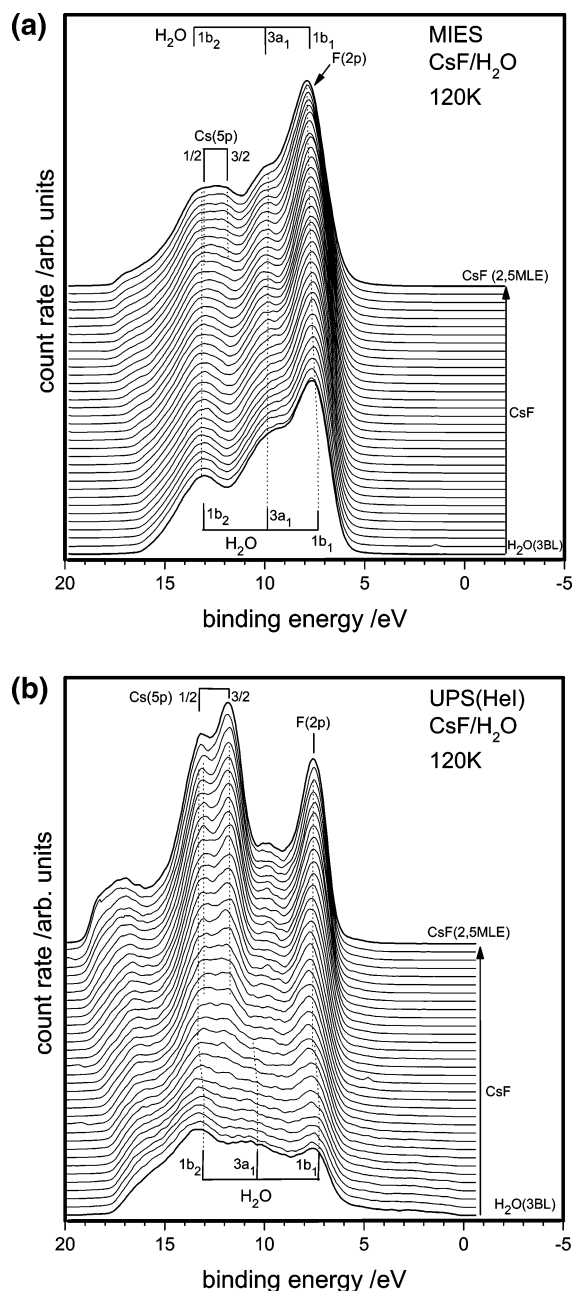 (a)
H₂O 1b₂ 3a₁ 1b₁
MIES
CsF/H₂O
120K
F(2p)
Cs(5p)
1/2 3/2
CsF (2,5MLE)
CsF
H₂O(3BL)
1b₂ 3a₁ 1b₁
H₂O
count rate /arb. units
20 15 10 5 0 -5
binding energy /eV
(b)
Cs(5p) 1/2 3/2
UPS(HeI)
CsF/H₂O
120K
F(2p)
CsF(2,5MLE)
CsF
H₂O(3BL)
1b₂ 3a₁ 1b₁
H₂O
count rate /arb. units
20 15 10 5 0 -5
binding energy /eV